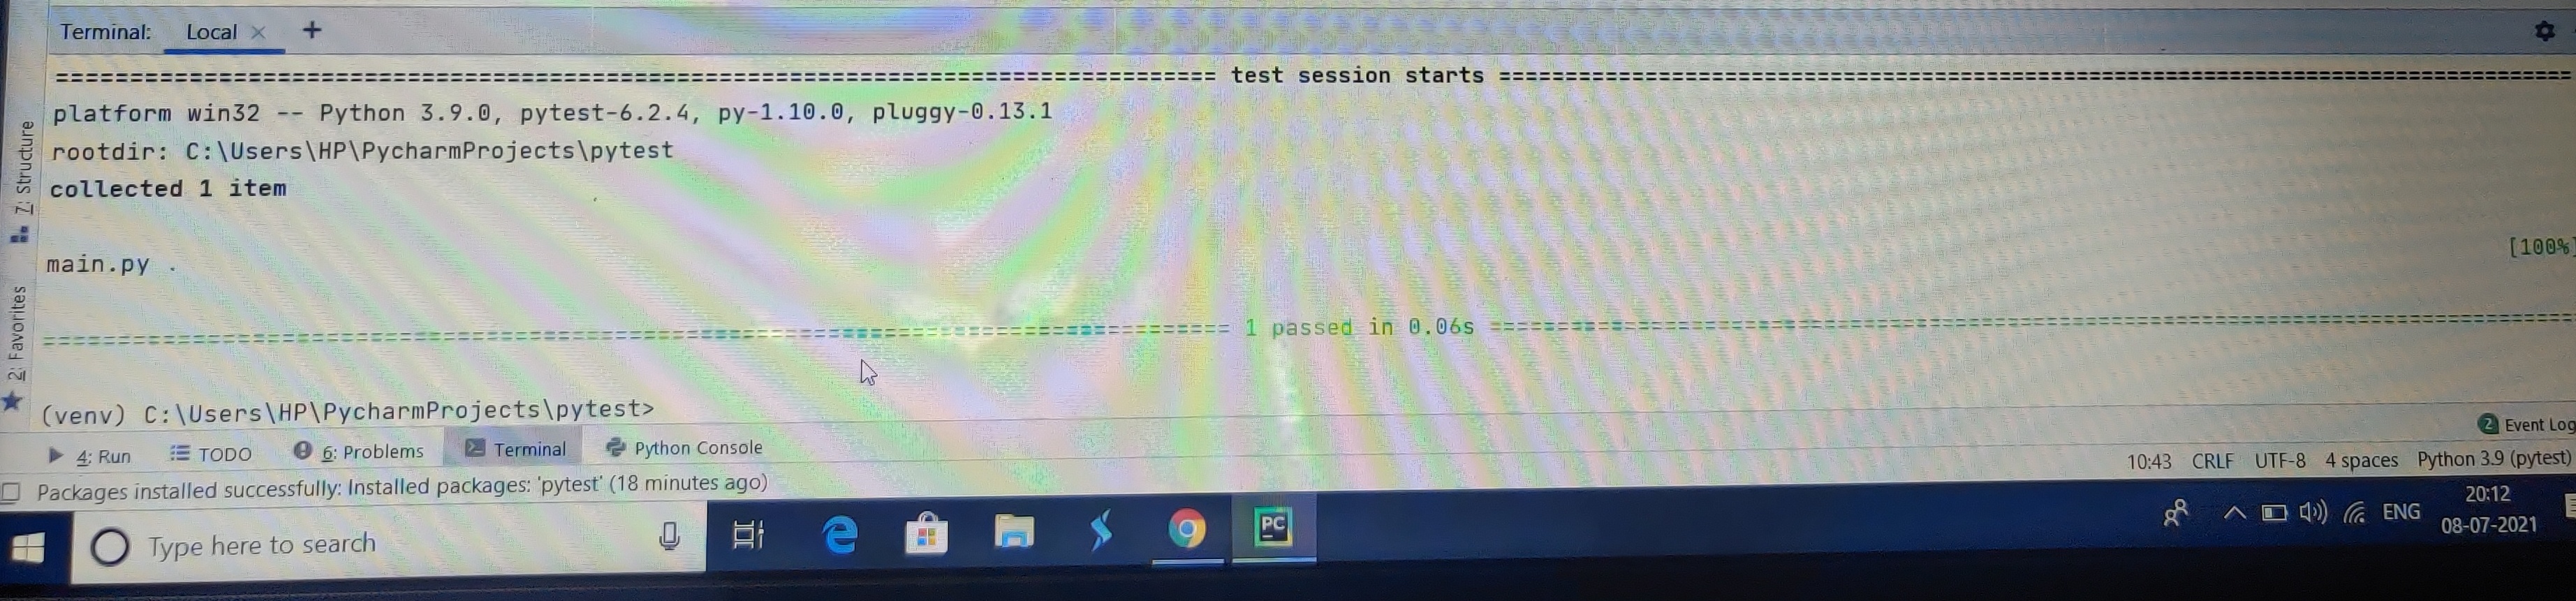 Terminal: Local × +
============================================================================== test session starts ==============================================================================
platform win32 -- Python 3.9.0, pytest-6.2.4, py-1.10.0, pluggy-0.13.1
rootdir: C:\Users\HP\PycharmProjects\pytest
collected 1 item
main.py . [100%]
============================================================================== 1 passed in 0.06s ==============================================================================
(venv) C:\Users\HP\PycharmProjects\pytest>
7: Structure
2: Favorites
2 Event Log
4: Run TODO 6: Problems Terminal Python Console
10:43 CRLF UTF-8 4 spaces Python 3.9 (pytest)
Packages installed successfully: Installed packages: 'pytest' (18 minutes ago)
Type here to search
PC
ENG
20:12
08-07-2021